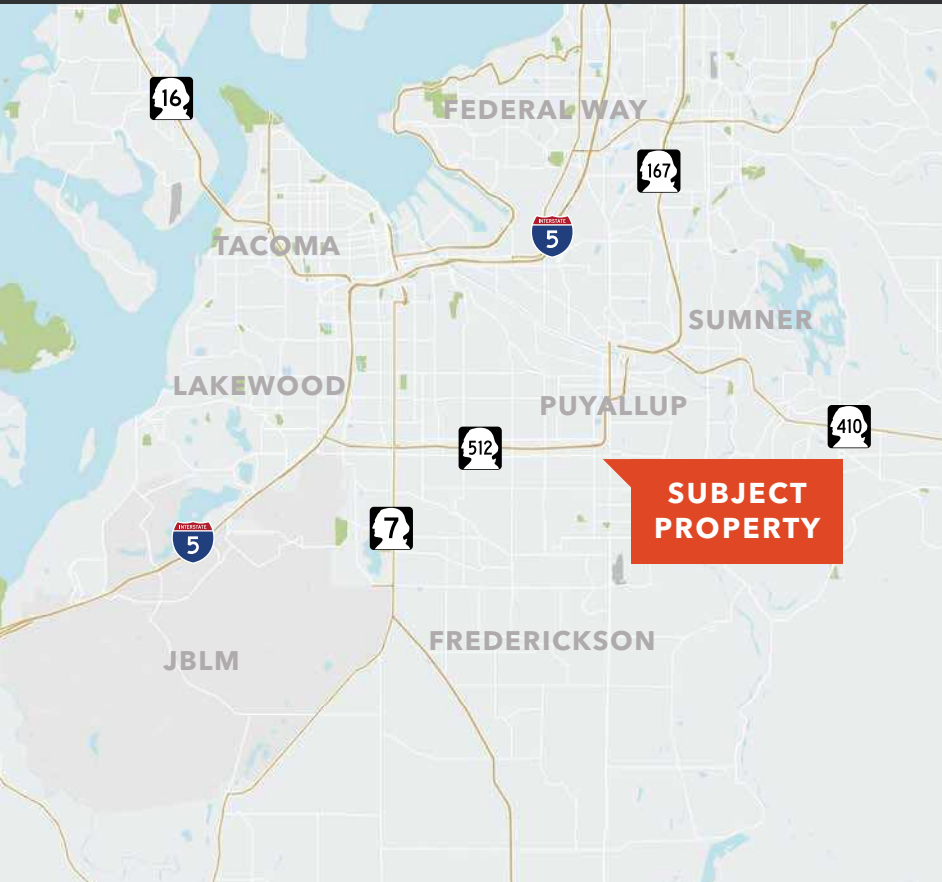 16
FEDERAL WAY
167
INTERSTATE
5
TACOMA
SUMNER
LAKEWOOD
PUYALLUP
410
512
SUBJECT
PROPERTY
7
INTERSTATE
5
FREDERICKSON
JBLM